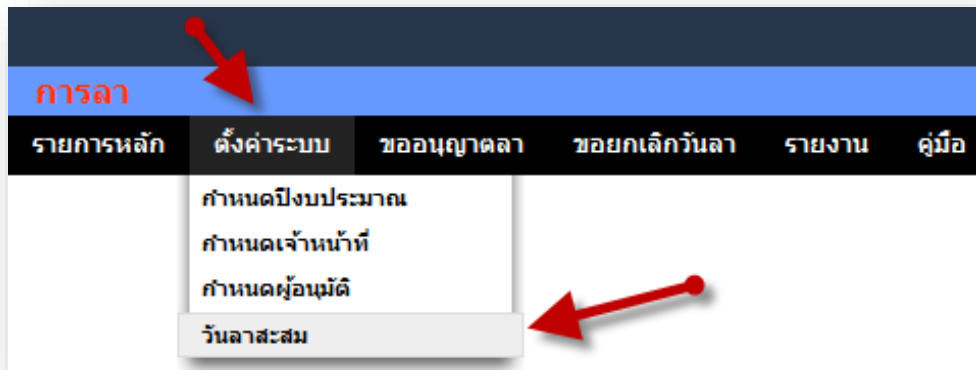 การลา
รายการหลัก ตั้งค่าระบบ ขออนุญาตลา ขอยกเลิกวันลา รายงาน คู่มือ
กำหนดปีงบประมาณ
กำหนดเจ้าหน้าที่
กำหนดผู้อนุมัติ
วันลาสะสม